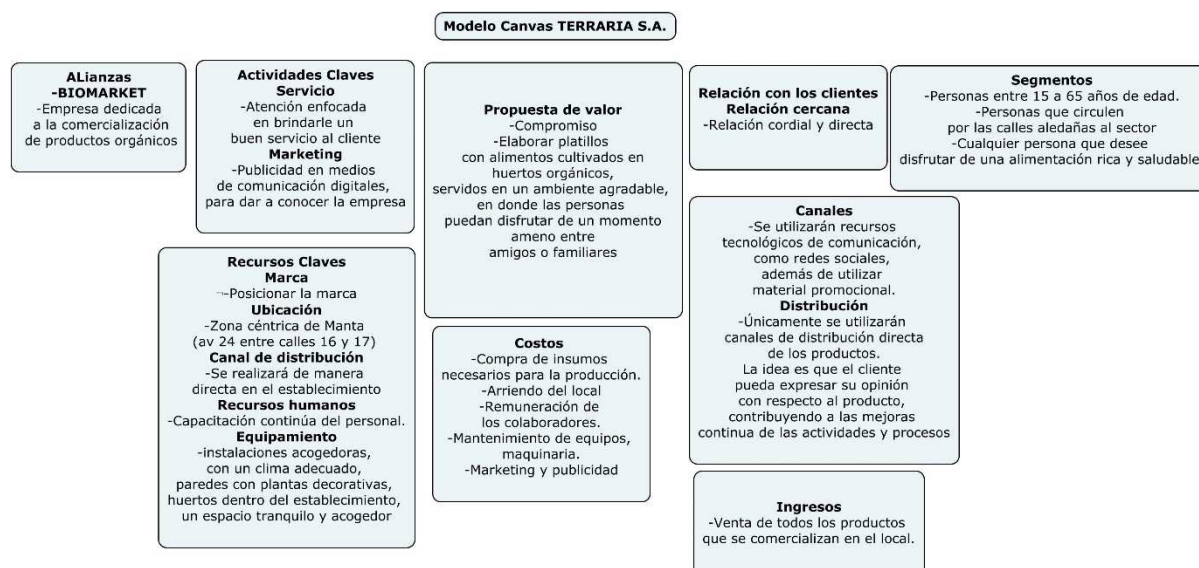 Modelo Canvas TERRARIA S.A.
ALianzas
-BIOMARKET
-Empresa dedicada
a la comercialización
de productos orgánicos
Actividades Claves
Servicio
-Atención enfocada
en brindarle un
buen servicio al cliente
Marketing
-Publicidad en medios
de comunicación digitales,
para dar a conocer la empresa
Recursos Claves
Marca
-Posicionar la marca
Ubicación
-Zona céntrica de Manta
(av 24 entre calles 16 y 17)
Canal de distribución
-Se realizará de manera
directa en el establecimiento
Recursos humanos
-Capacitación continúa del personal.
Equipamiento
-instalaciones acogedoras,
con un clima adecuado,
paredes con plantas decorativas,
huertos dentro del establecimiento,
un espacio tranquilo y acogedor
Propuesta de valor
-Compromiso
-Elaborar platillos
con alimentos cultivados en
huertos orgánicos,
servidos en un ambiente agradable,
en donde las personas
puedan disfrutar de un momento
ameno entre
amigos o familiares
Costos
-Compra de insumos
necesarios para la producción.
-Arriendo del local
-Remuneración de
los colaboradores.
-Mantenimiento de equipos,
maquinaria.
-Marketing y publicidad
Relación con los clientes
Relación cercana
-Relación cordial y directa
Segmentos
-Personas entre 15 a 65 años de edad.
-Personas que circulen
por las calles aledañas al sector
-Cualquier persona que desee
disfrutar de una alimentación rica y saludable
Canales
-Se utilizarán recursos
tecnológicos de comunicación,
como redes sociales,
además de utilizar
material promocional.
Distribución
-Únicamente se utilizarán
canales de distribución directa
de los productos.
La idea es que el cliente
pueda expresar su opinión
con respecto al producto,
contribuyendo a las mejoras
continua de las actividades y procesos
Ingresos
-Venta de todos los productos
que se comercializan en el local.